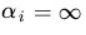 αᵢ = ∞